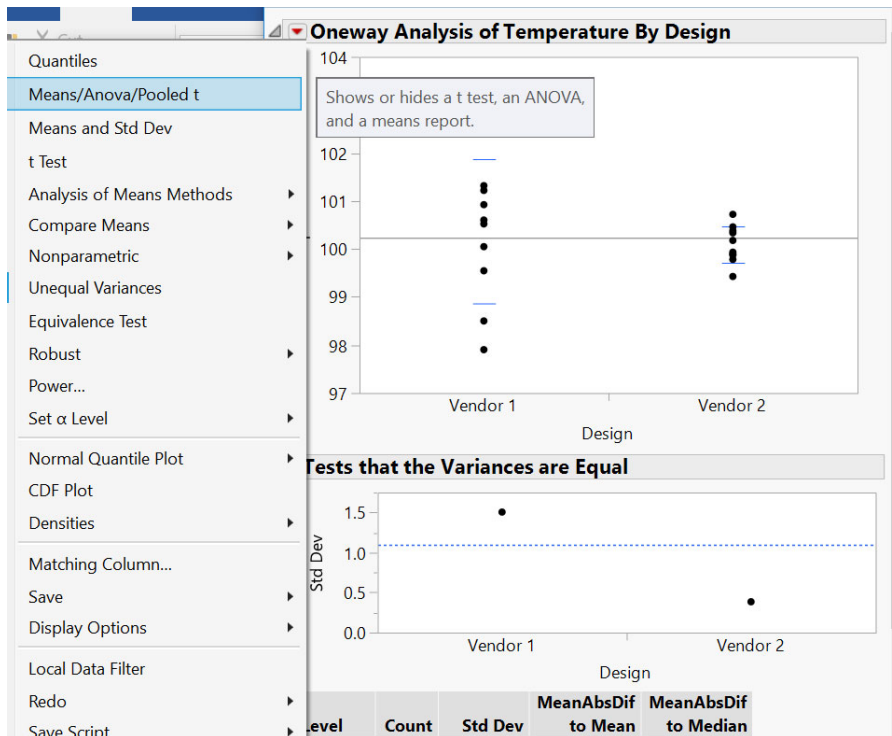 Cut
Quantiles
Means/Anova/Pooled t
Means and Std Dev
t Test
Analysis of Means Methods
Compare Means
Nonparametric
Unequal Variances
Equivalence Test
Robust
Power...
Set α Level
Normal Quantile Plot
CDF Plot
Densities
Matching Column...
Save
Display Options
Local Data Filter
Redo
Save Script
Oneway Analysis of Temperature By Design
Shows or hides a t test, an ANOVA,
and a means report.
104
102
101
100
99
98
97
Vendor 1 Vendor 2
Design
Tests that the Variances are Equal
Std Dev
1.5
1.0
0.5
0.0
Vendor 1 Vendor 2
Design
MeanAbsDif MeanAbsDif
Level Count Std Dev to Mean to Median